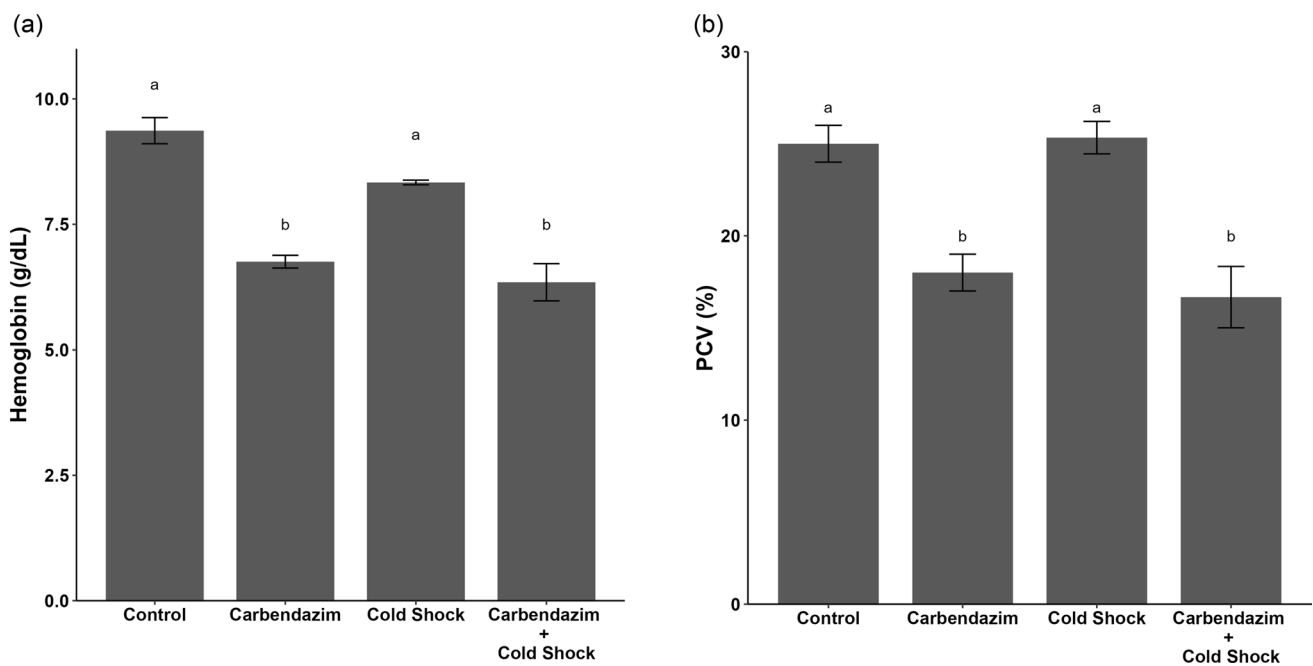 (a)
Hemoglobin (g/dL)
10.0
7.5
5.0
2.5
0.0
a
b
a
b
Control
Carbendazim
Cold Shock
Carbendazim
+
Cold Shock
(b)
PCV (%)
30
20
10
0
a
b
a
b
Control
Carbendazim
Cold Shock
Carbendazim
+
Cold Shock